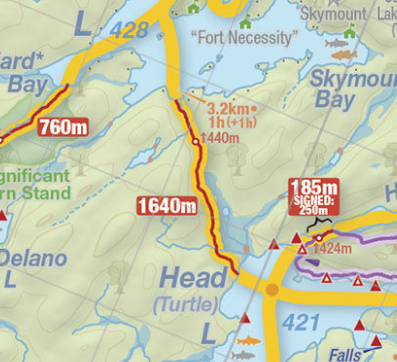 L
428
"Fort Necessity"
Skymount
Lak
ard*
Bay
Skymou
Bay
3.2km•
1h (+1h)
760m
↑440m
gnificant
rn Stand
1640m
185m
SIGNED:
250m
H
↑424m
Delano
L
Head
(Turtle)
L
421
Falls